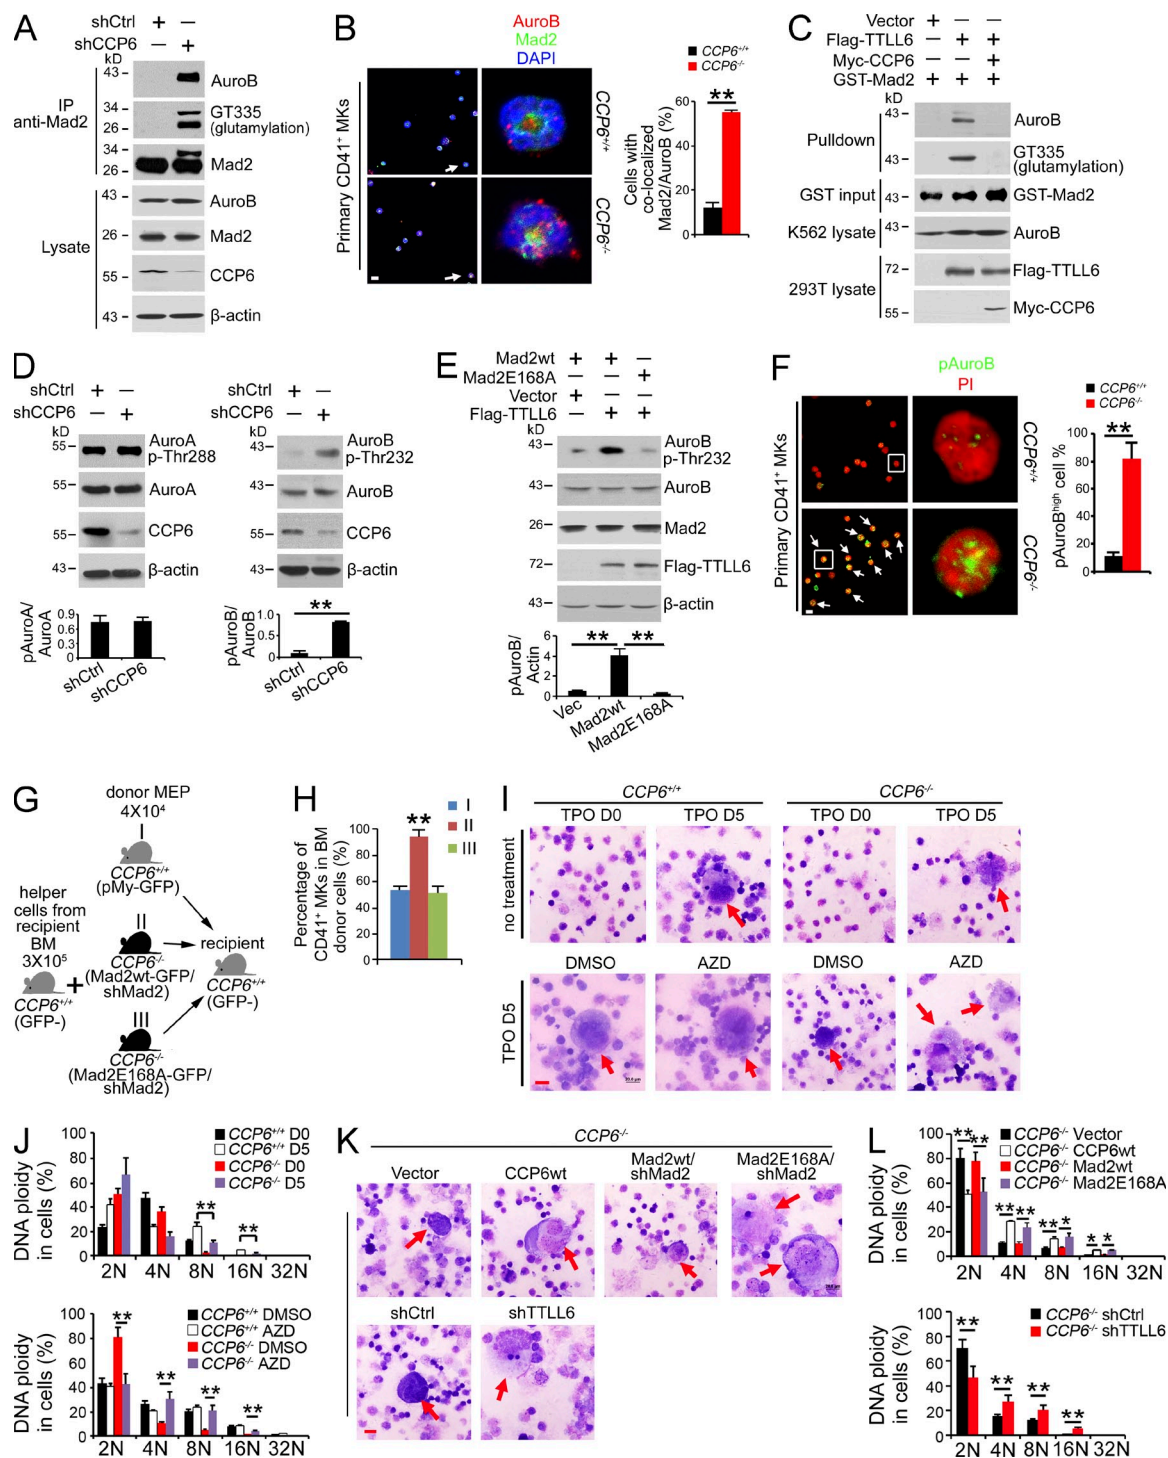 A
shCtrl + —
shCCP6 — +
kD
IP
anti-Mad2
43
AuroB
34
26
GT335
(glutamylation)
34
26
Mad2
Lysate
43
AuroB
26
Mad2
55
CCP6
43
β-actin
B
AuroB
Mad2
DAPI
Primary CD41+ MKs
CCP6+/+
CCP6-/-
CCP6+/+
CCP6-/-
**
Cells with
co-localized
Mad2/AuroB (%)
60
40
20
0
C
Vector + — —
Flag-TTLL6 — + +
Myc-CCP6 — — +
GST-Mad2 + + +
kD
Pulldown
43
AuroB
43
GT335
(glutamylation)
GST input
43
GST-Mad2
K562 lysate
43
AuroB
293T lysate
72
Flag-TTLL6
55
Myc-CCP6
D
shCtrl + —
shCCP6 — +
kD
55
AuroA
p-Thr288
55
AuroA
55
CCP6
43
β-actin
pAuroA/
AuroA
0.9
0.6
0.3
0
shCtrl
shCCP6
shCtrl + —
shCCP6 — +
kD
43
AuroB
p-Thr232
43
AuroB
55
CCP6
43
β-actin
pAuroB/
AuroB
1.0
0.5
0
**
shCtrl
shCCP6
E
Mad2wt + + —
Mad2E168A — — +
Vector + — —
Flag-TTLL6 — + +
kD
43
AuroB
p-Thr232
43
AuroB
26
Mad2
72
Flag-TTLL6
43
β-actin
pAuroB/
Actin
6
4
2
0
** **
Vec
Mad2wt
Mad2E168A
F
pAuroB
PI
Primary CD41+ MKs
CCP6+/+
CCP6-/-
CCP6+/+
CCP6-/-
**
pAuroBhigh cell %
100
80
60
40
20
0
G
donor MEP
4X10⁴
I
CCP6+/+
(pMy-GFP)
helper
cells from
recipient
BM
3X10⁵
CCP6+/+
(GFP-)
+
II
CCP6-/-
(Mad2wt-GFP/
shMad2)
III
CCP6-/-
(Mad2E168A-GFP/
shMad2)
recipient
CCP6+/+
(GFP-)
H
I
II
III
**
Percentage of
CD41+ MKs in BM
donor cells (%)
100
80
60
40
20
0
I
CCP6+/+ CCP6-/-
TPO D0 TPO D5 TPO D0 TPO D5
no treatment
DMSO AZD DMSO AZD
TPO D5
J
DNA ploidy
in cells (%)
100
80
60
40
20
0
CCP6+/+ D0
CCP6+/+ D5
CCP6-/- D0
CCP6-/- D5
** **
2N 4N 8N 16N 32N
DNA ploidy
in cells (%)
100
80
60
40
20
0
CCP6+/+ DMSO
CCP6+/+ AZD
CCP6-/- DMSO
CCP6-/- AZD
** ** ** **
2N 4N 8N 16N 32N
K
CCP6-/-
Vector CCP6wt Mad2wt/
shMad2
Mad2E168A/
shMad2
shCtrl shTTLL6
L
DNA ploidy
in cells (%)
100
80
60
40
20
0
CCP6-/- Vector
CCP6-/- CCP6wt
CCP6-/- Mad2wt
CCP6-/- Mad2E168A
** ** ** ** ** * * *
2N 4N 8N 16N 32N
DNA ploidy
in cells (%)
100
80
60
40
20
0
CCP6-/- shCtrl
CCP6-/- shTTLL6
** ** ** **
2N 4N 8N 16N 32N